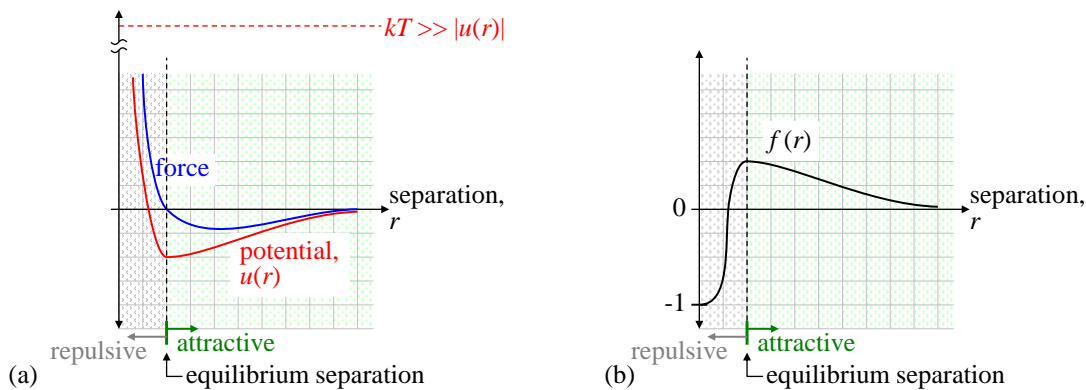 kT >> |u(r)|
force
separation,
r
potential,
u(r)
attractive
repulsive
(a)
equilibrium separation
f (r)
separation,
r
0
-1
attractive
repulsive
(b)
equilibrium separation